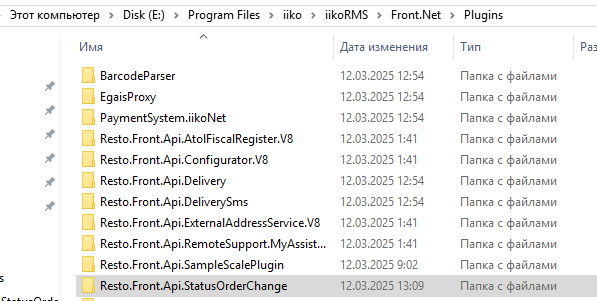 Этот компьютер > Disk (E:) > Program Files > iiko > iikoRMS > Front.Net > Plugins
Имя Дата изменения Тип Раз
BarcodeParser 12.03.2025 12:54 Папка с файлами
EgaisProxy 12.03.2025 12:54 Папка с файлами
PaymentSystem.iikoNet 12.03.2025 12:54 Папка с файлами
Resto.Front.Api.AtolFiscalRegister.V8 12.03.2025 1:41 Папка с файлами
Resto.Front.Api.Configurator.V8 12.03.2025 1:41 Папка с файлами
Resto.Front.Api.Delivery 12.03.2025 12:54 Папка с файлами
Resto.Front.Api.DeliverySms 12.03.2025 12:54 Папка с файлами
Resto.Front.Api.ExternalAddressService.V8 12.03.2025 1:41 Папка с файлами
Resto.Front.Api.RemoteSupport.MyAssist... 12.03.2025 1:41 Папка с файлами
Resto.Front.Api.SampleScalePlugin 12.03.2025 9:02 Папка с файлами
s
Resto.Front.Api.StatusOrderChange 12.03.2025 13:09 Папка с файлами